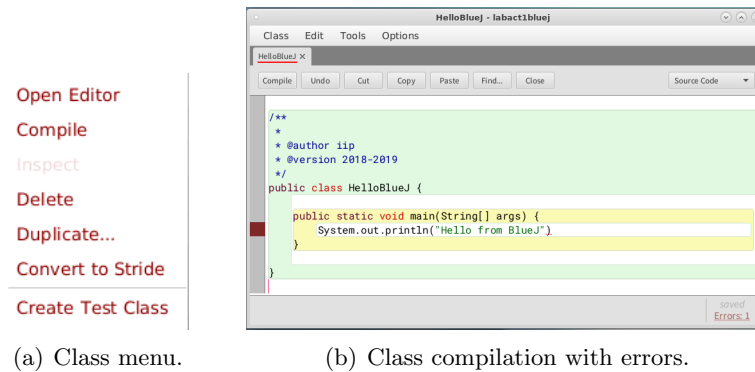 Open Editor
Compile
Inspect
Delete
Duplicate...
Convert to Stride
Create Test Class
(a) Class menu.
HelloBlueJ - labact1bluej
Class Edit Tools Options
HelloBlueJ ×
Compile Undo Cut Copy Paste Find... Close Source Code
/**
*
* @author iip
* @version 2018-2019
*/
public class HelloBlueJ {
public static void main(String[] args) {
System.out.println("Hello from BlueJ")
}
}
saved
Errors: 1
(b) Class compilation with errors.